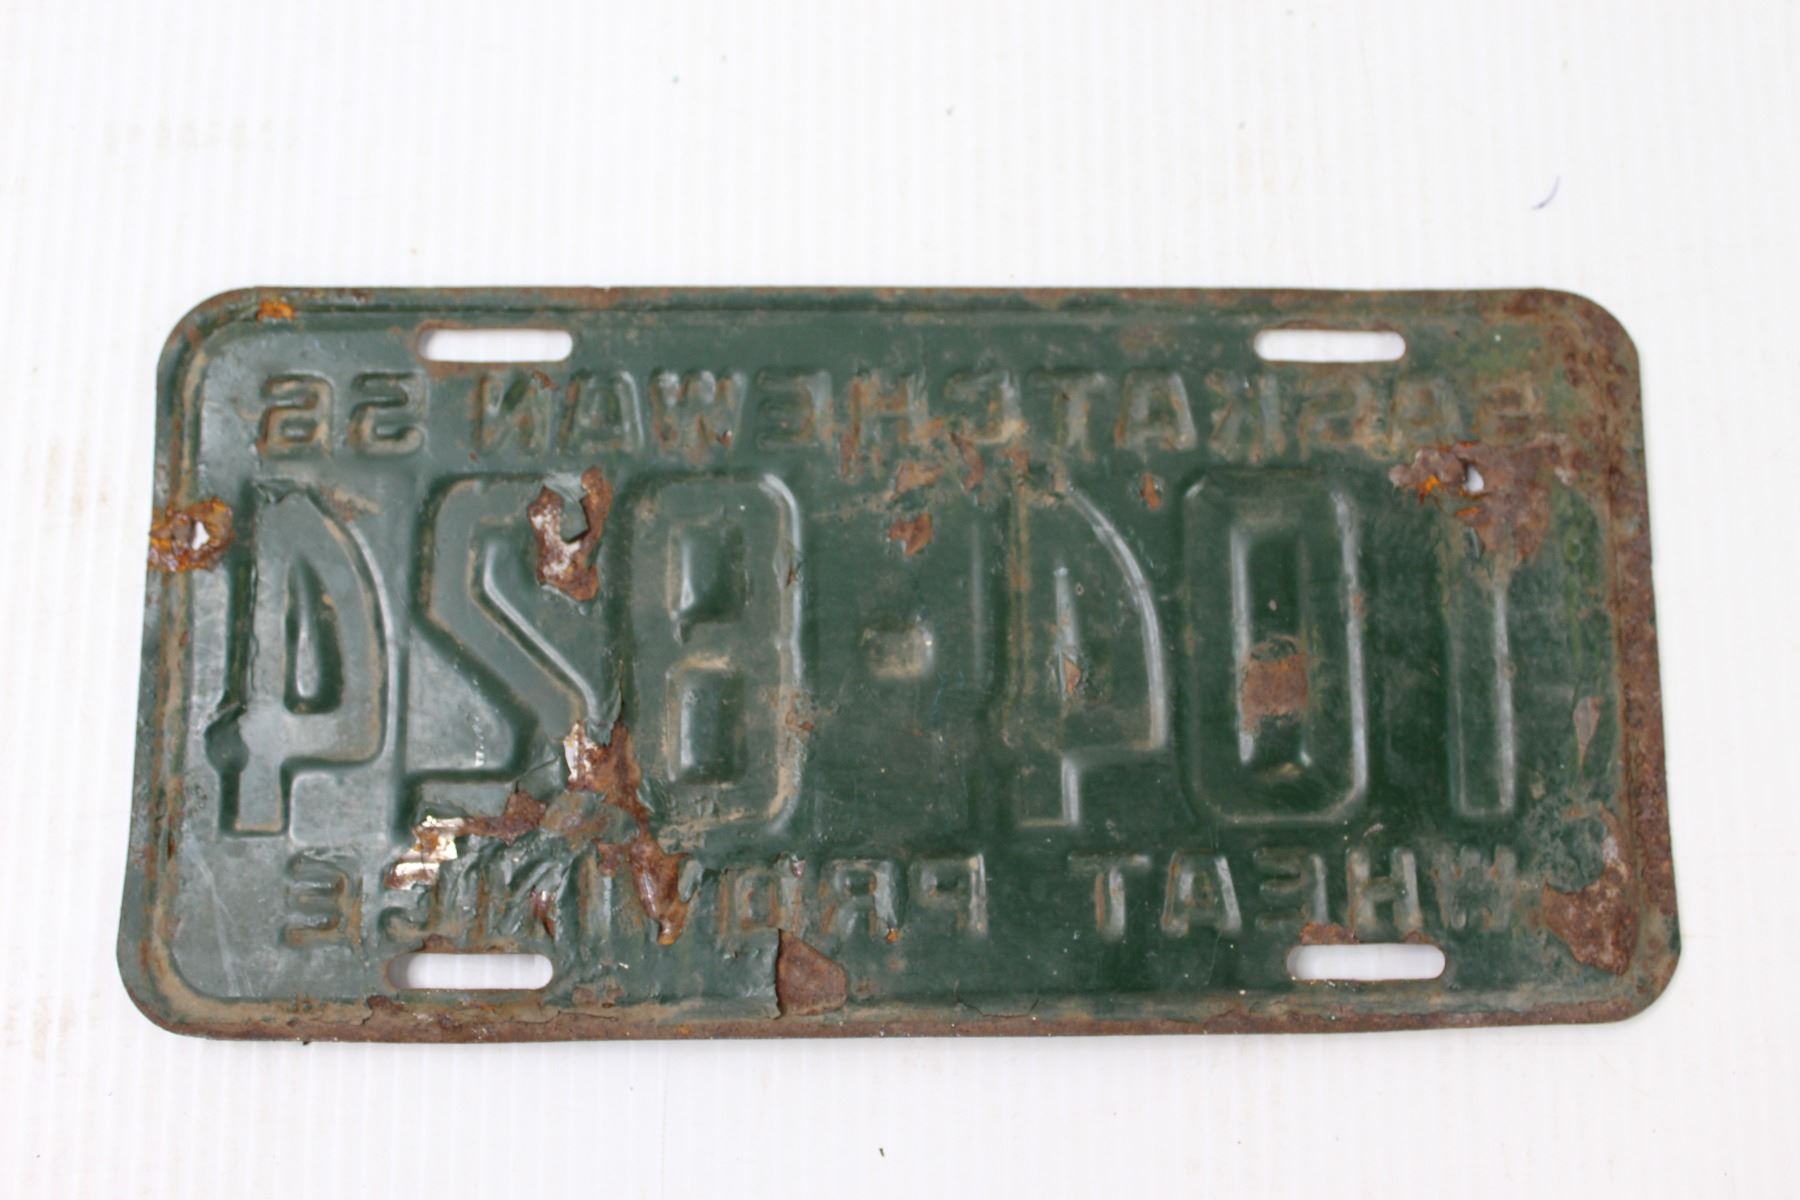 SASKATCHEWAN 56
104-824
WHEAT PROVINCE